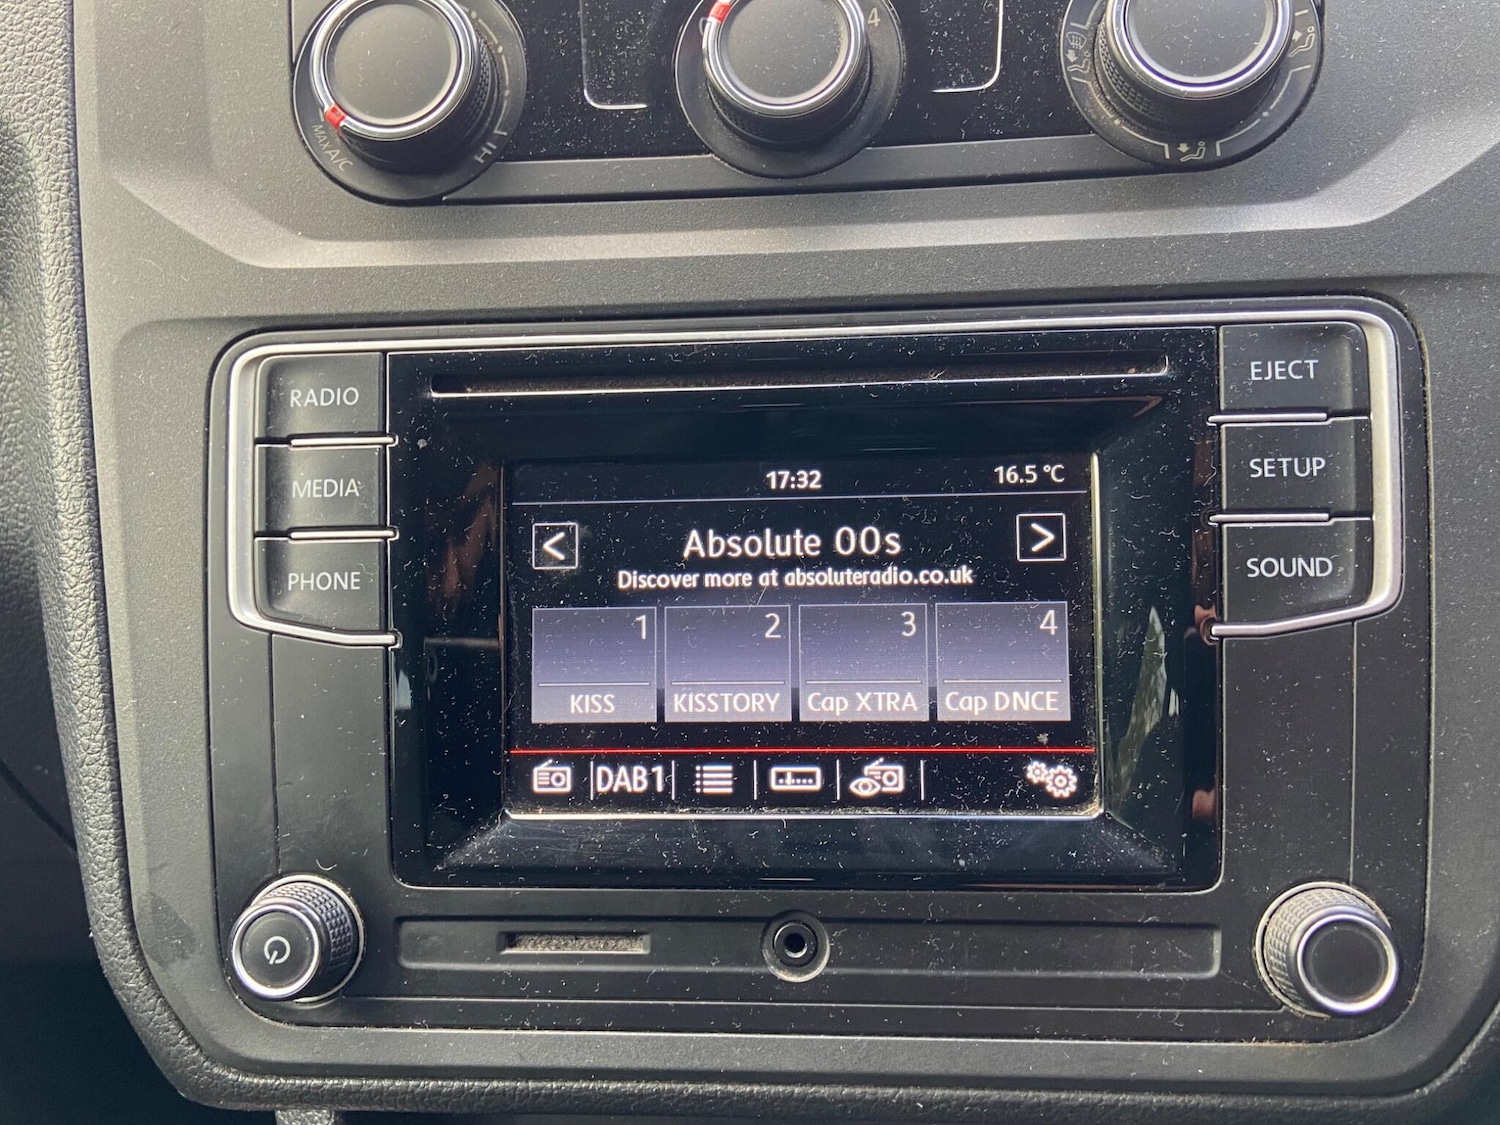 4
MAX A/C
HI
RADIO
EJECT
MEDIA
SETUP
PHONE
SOUND
17:32
16.5 °C
< Absolute 00s >
Discover more at absoluteradio.co.uk
1 2 3 4
KISS KISSTORY Cap XTRA Cap DNCE
DAB1